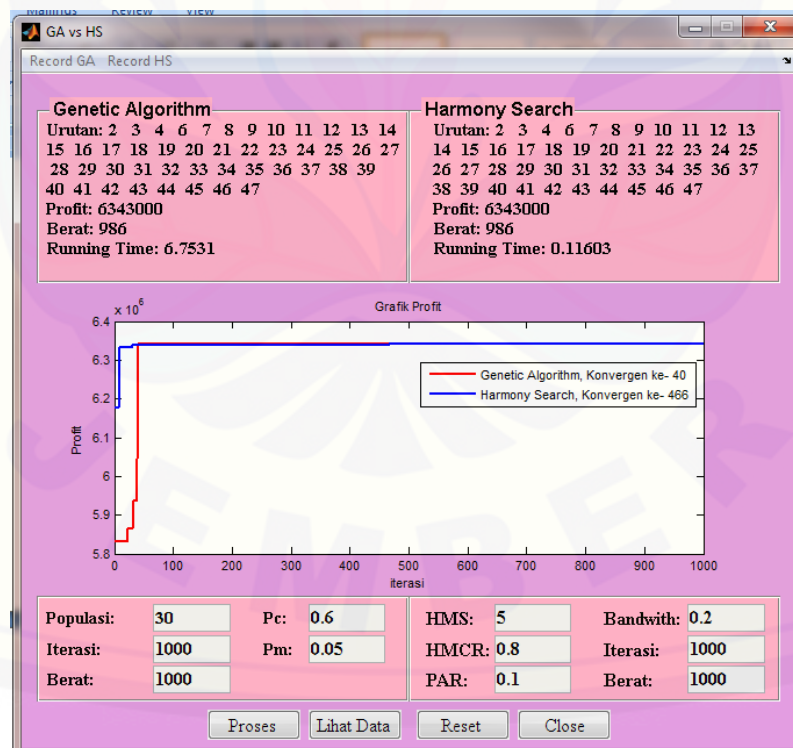 Mailings Review View
GA vs HS
Record GA Record HS
Genetic Algorithm
Urutan: 2 3 4 6 7 8 9 10 11 12 13 14
15 16 17 18 19 20 21 22 23 24 25 26 27
28 29 30 31 32 33 34 35 36 37 38 39
40 41 42 43 44 45 46 47
Profit: 6343000
Berat: 986
Running Time: 6.7531
Harmony Search
Urutan: 2 3 4 6 7 8 9 10 11 12 13
14 15 16 17 18 19 20 21 22 23 24 25
26 27 28 29 30 31 32 33 34 35 36 37
38 39 40 41 42 43 44 45 46 47
Profit: 6343000
Berat: 986
Running Time: 0.11603
x 10^6
Grafik Profit
6.4
6.3
6.2
6.1
6
5.9
5.8
Profit
Genetic Algorithm, Konvergen ke- 40
Harmony Search, Konvergen ke- 466
0 100 200 300 400 500 600 700 800 900 1000
iterasi
JEMBER
Populasi: 30 Pc: 0.6
Iterasi: 1000 Pm: 0.05
Berat: 1000
HMS: 5 Bandwith: 0.2
HMCR: 0.8 Iterasi: 1000
PAR: 0.1 Berat: 1000
Proses Lihat Data Reset Close